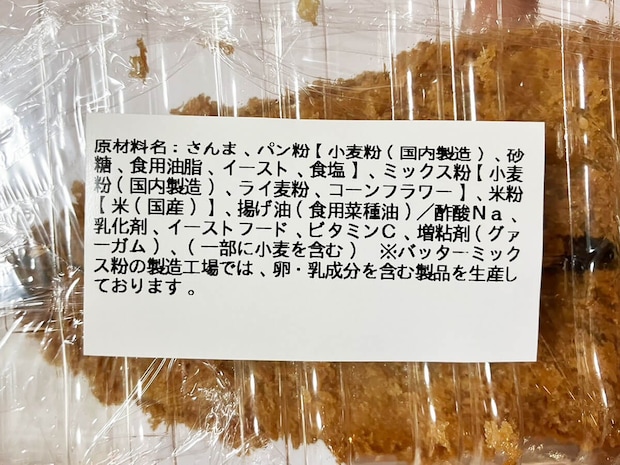 原材料名：さんま、パン粉【小麦粉（国内製造）、砂
糖、食用油脂、イースト、食塩】、ミックス粉【小麦
粉（国内製造）、ライ麦粉、コーンフラワー】、米粉
【米（国産）】、揚げ油（食用菜種油）／酢酸Ｎａ、
乳化剤、イーストフード、ビタミンＣ、増粘剤（グァ
ーガム）、（一部に小麦を含む）　※バッターミック
ス粉の製造工場では、卵・乳成分を含む製品を生産し
ております。